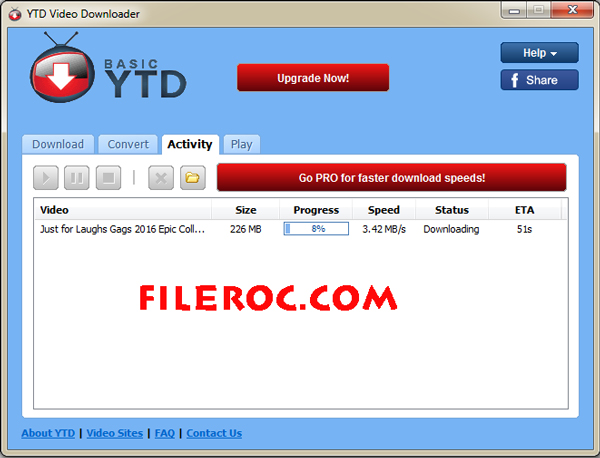 YTD Video Downloader
BASIC
YTD
Upgrade Now!
Help
Share
Download Convert Activity Play
Go PRO for faster download speeds!
Video Size Progress Speed Status ETA
Just for Laughs Gags 2016 Epic Coll... 226 MB 8% 3.42 MB/s Downloading 51s
FILEROC.COM
About YTD | Video Sites | FAQ | Contact Us